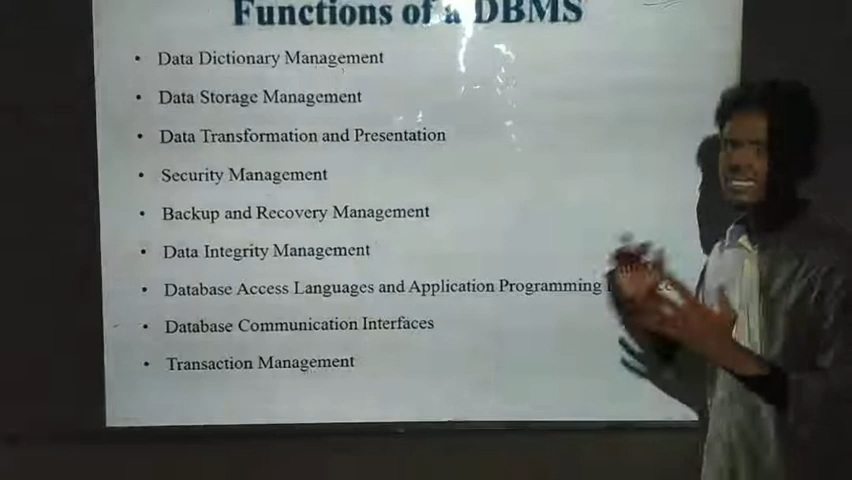 Functions of a DBMS
• Data Dictionary Management
• Data Storage Management
• Data Transformation and Presentation
• Security Management
• Backup and Recovery Management
• Data Integrity Management
• Database Access Languages and Application Programming
• Database Communication Interfaces
• Transaction Management